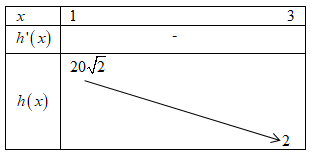 x 1 3
h'(x) -
20√2
h(x)
2